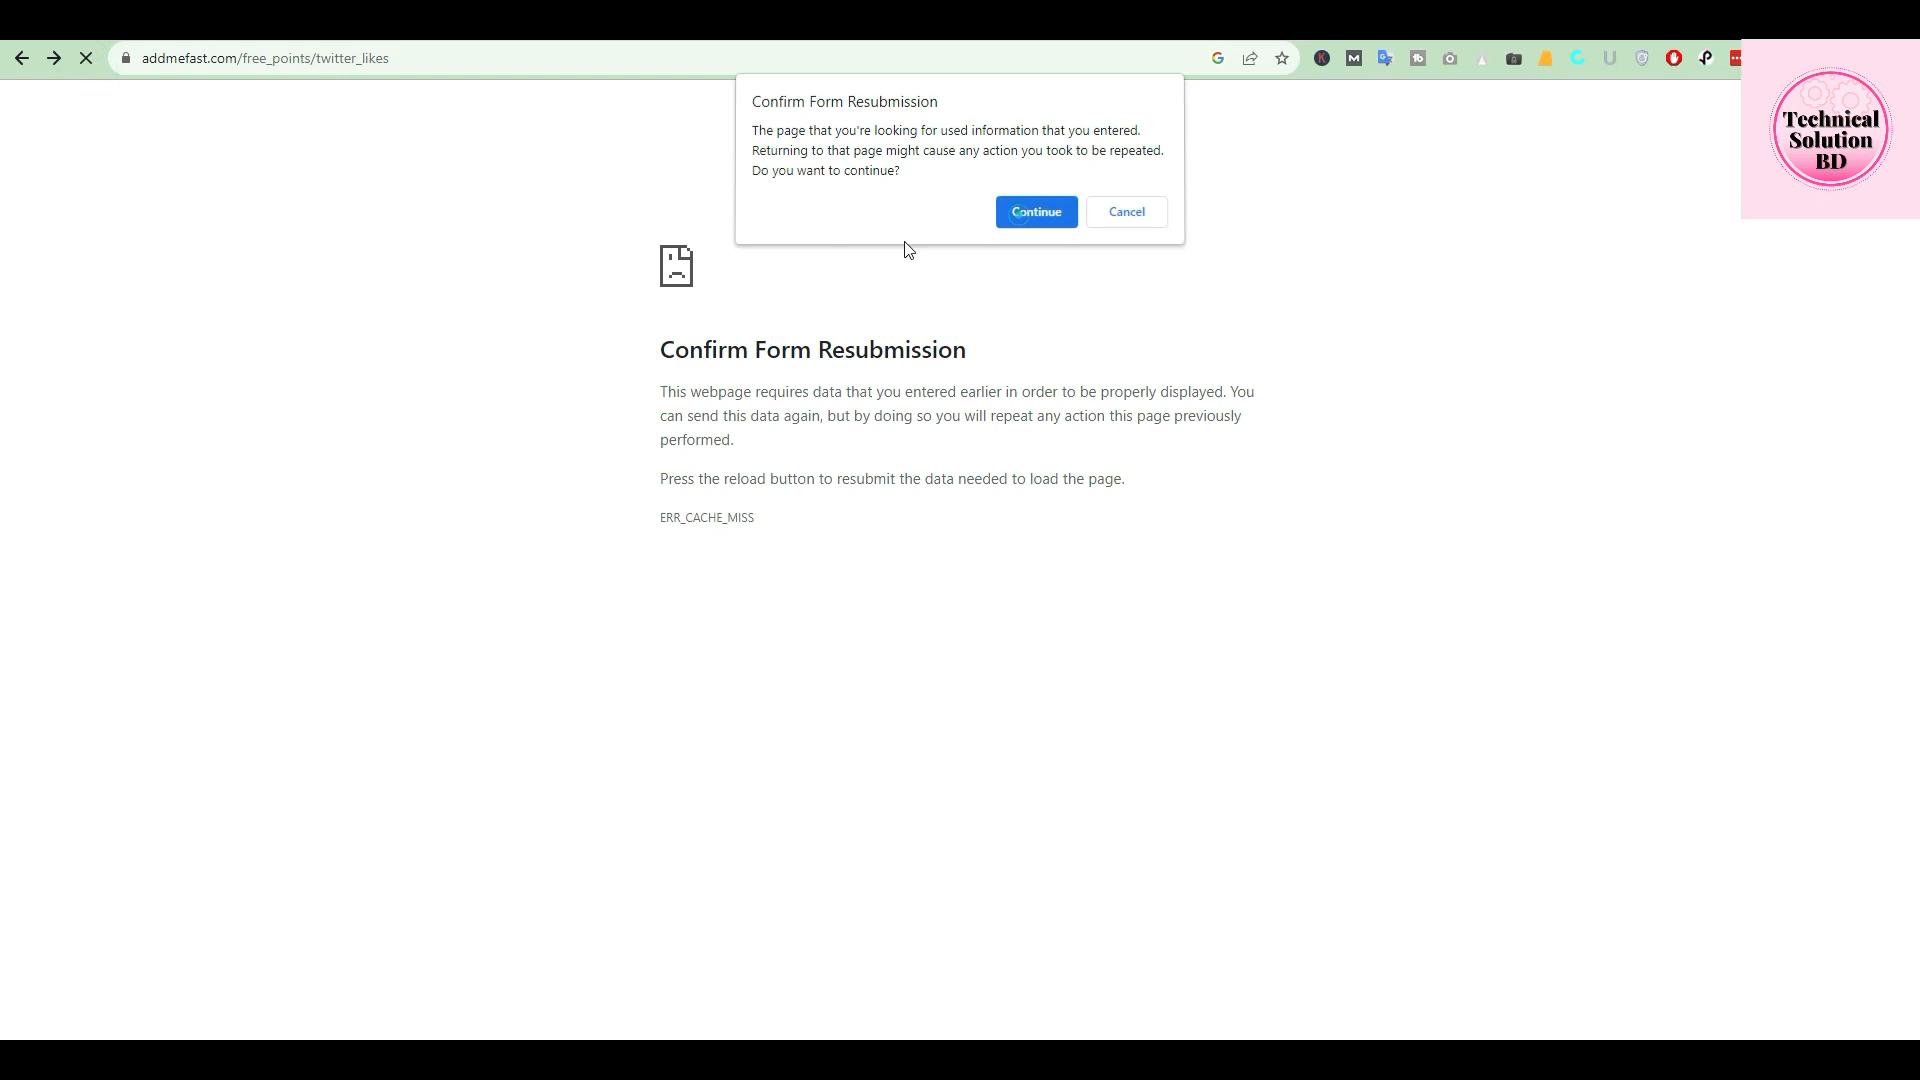 addmefast.com/free_points/twitter_likes
Technical
Solution
BD
Confirm Form Resubmission
The page that you're looking for used information that you entered.
Returning to that page might cause any action you took to be repeated.
Do you want to continue?
Continue
Cancel
Confirm Form Resubmission
This webpage requires data that you entered earlier in order to be properly displayed. You
can send this data again, but by doing so you will repeat any action this page previously
performed.
Press the reload button to resubmit the data needed to load the page.
ERR_CACHE_MISS